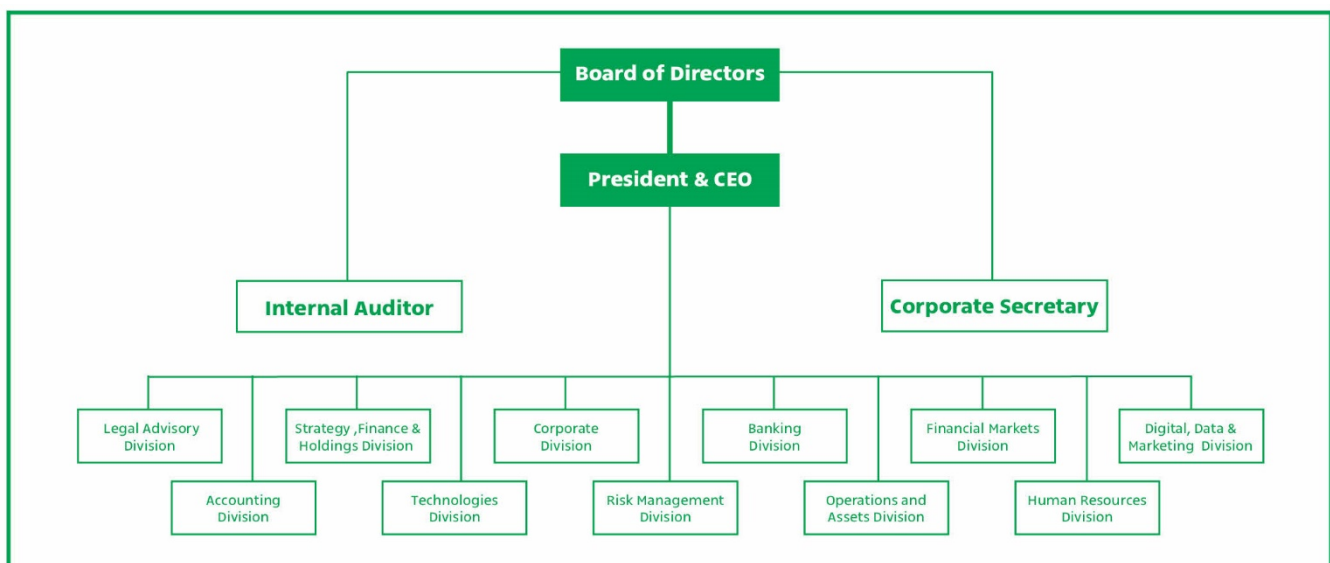 Board of Directors
President & CEO
Internal Auditor
Corporate Secretary
Legal Advisory
Division
Strategy ,Finance &
Holdings Division
Corporate
Division
Banking
Division
Financial Markets
Division
Digital, Data &
Marketing Division
Accounting
Division
Technologies
Division
Risk Management
Division
Operations and
Assets Division
Human Resources
Division